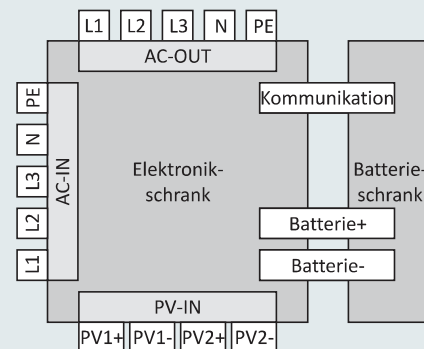 L1 L2 L3 N PE
AC-OUT
PE
N
L3
L2
L1
AC-IN
Kommunikation
Elektronik-
schrank
Batterie-
schrank
Batterie+
Batterie-
PV-IN
PV1+ PV1- PV2+ PV2-